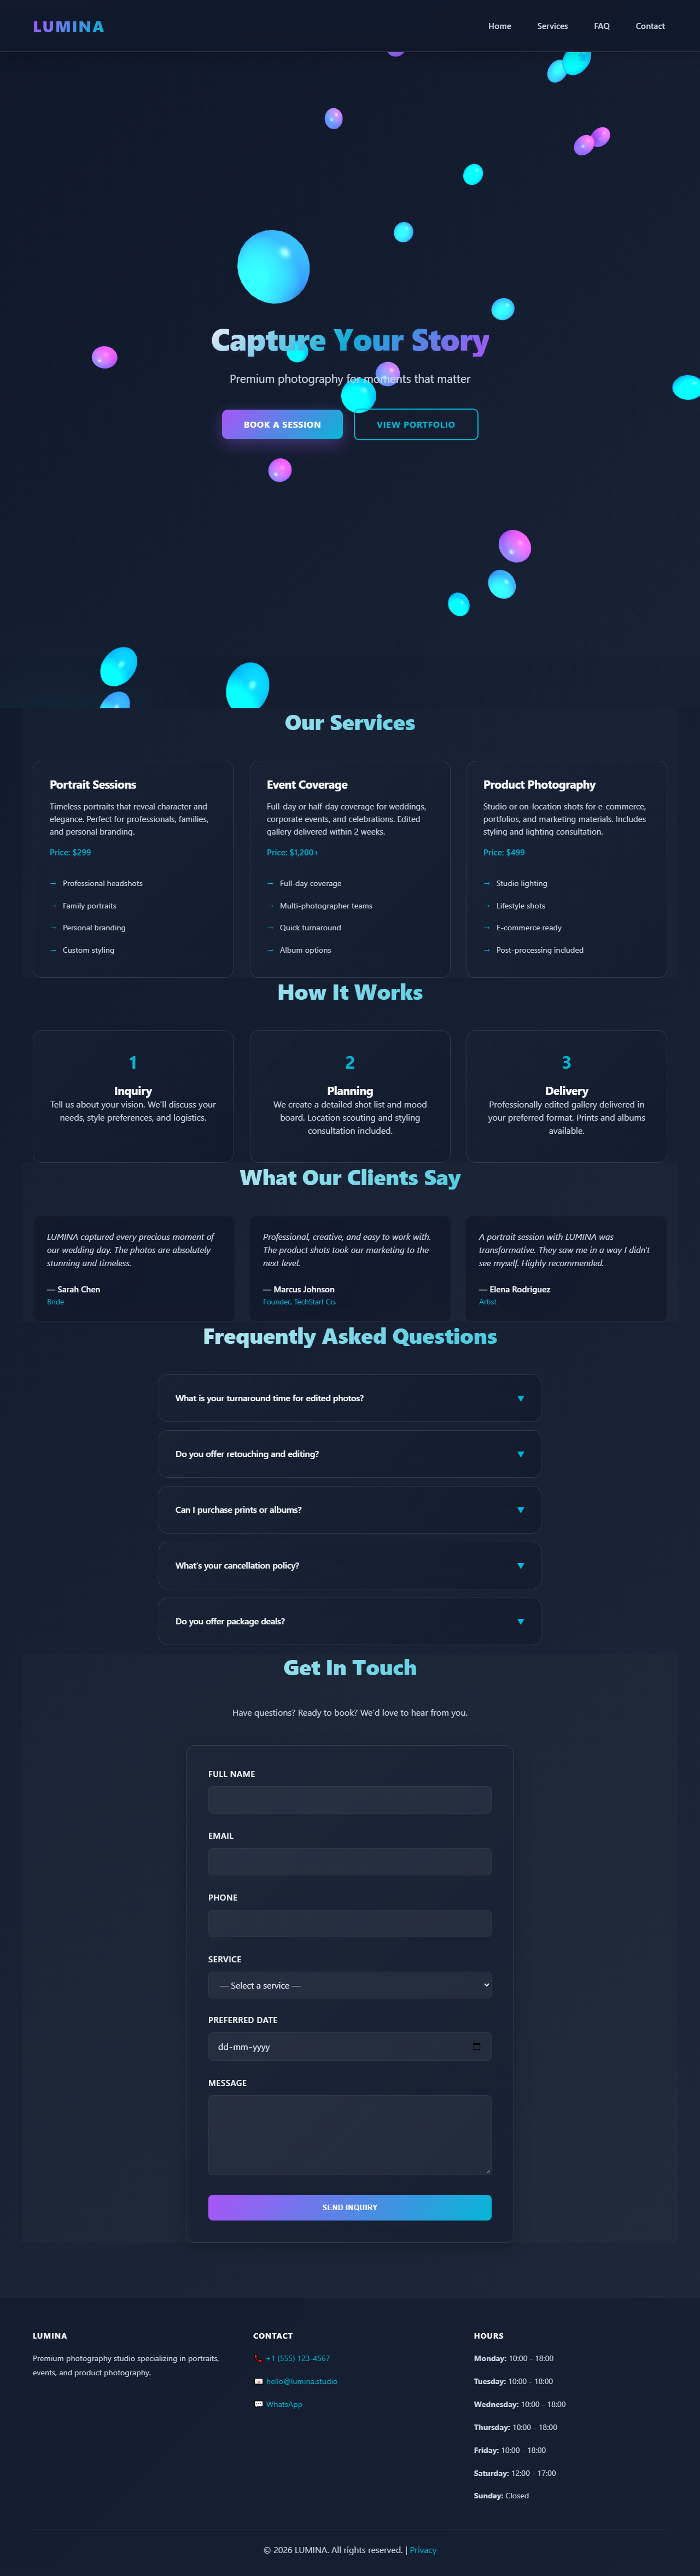 LUMINA
Home Services FAQ Contact
Capture Your Story
Premium photography for moments that matter
BOOK A SESSION VIEW PORTFOLIO
Our Services
Portrait Sessions
Timeless portraits that reveal character and
elegance. Perfect for professionals, families,
and personal branding.
Price: $299
→ Professional headshots
→ Family portraits
→ Personal branding
→ Custom styling
Event Coverage
Full-day or half-day coverage for weddings,
corporate events, and celebrations. Edited
gallery delivered within 2 weeks.
Price: $1,200+
→ Full-day coverage
→ Multi-photographer teams
→ Quick turnaround
→ Album options
Product Photography
Studio or on-location shots for e-commerce,
portfolios, and marketing materials. Includes
styling and lighting consultation.
Price: $499
→ Studio lighting
→ Lifestyle shots
→ E-commerce ready
→ Post-processing included
How It Works
1
Inquiry
Tell us about your vision. We'll discuss your
needs, style preferences, and logistics.
2
Planning
We create a detailed shot list and mood
board. Location scouting and styling
consultation included.
3
Delivery
Professionally edited gallery delivered in
your preferred format. Prints and albums
available.
What Our Clients Say
LUMINA captured every precious moment of
our wedding day. The photos are absolutely
stunning and timeless.
— Sarah Chen
Bride
Professional, creative, and easy to work with.
The product shots took our marketing to the
next level.
— Marcus Johnson
Founder, TechStart Co.
A portrait session with LUMINA was
transformative. They saw me in a way I didn't
see myself. Highly recommended.
— Elena Rodriguez
Artist
Frequently Asked Questions
What is your turnaround time for edited photos? ▼
Do you offer retouching and editing? ▼
Can I purchase prints or albums? ▼
What's your cancellation policy? ▼
Do you offer package deals? ▼
Get In Touch
Have questions? Ready to book? We'd love to hear from you.
FULL NAME
EMAIL
PHONE
SERVICE
— Select a service —
PREFERRED DATE
dd-mm-yyyy
MESSAGE
SEND INQUIRY
LUMINA
Premium photography studio specializing in portraits,
events, and product photography.
CONTACT
+1 (555) 123-4567
hello@lumina.studio
WhatsApp
HOURS
Monday: 10:00 - 18:00
Tuesday: 10:00 - 18:00
Wednesday: 10:00 - 18:00
Thursday: 10:00 - 18:00
Friday: 10:00 - 18:00
Saturday: 12:00 - 17:00
Sunday: Closed
© 2026 LUMINA. All rights reserved. | Privacy